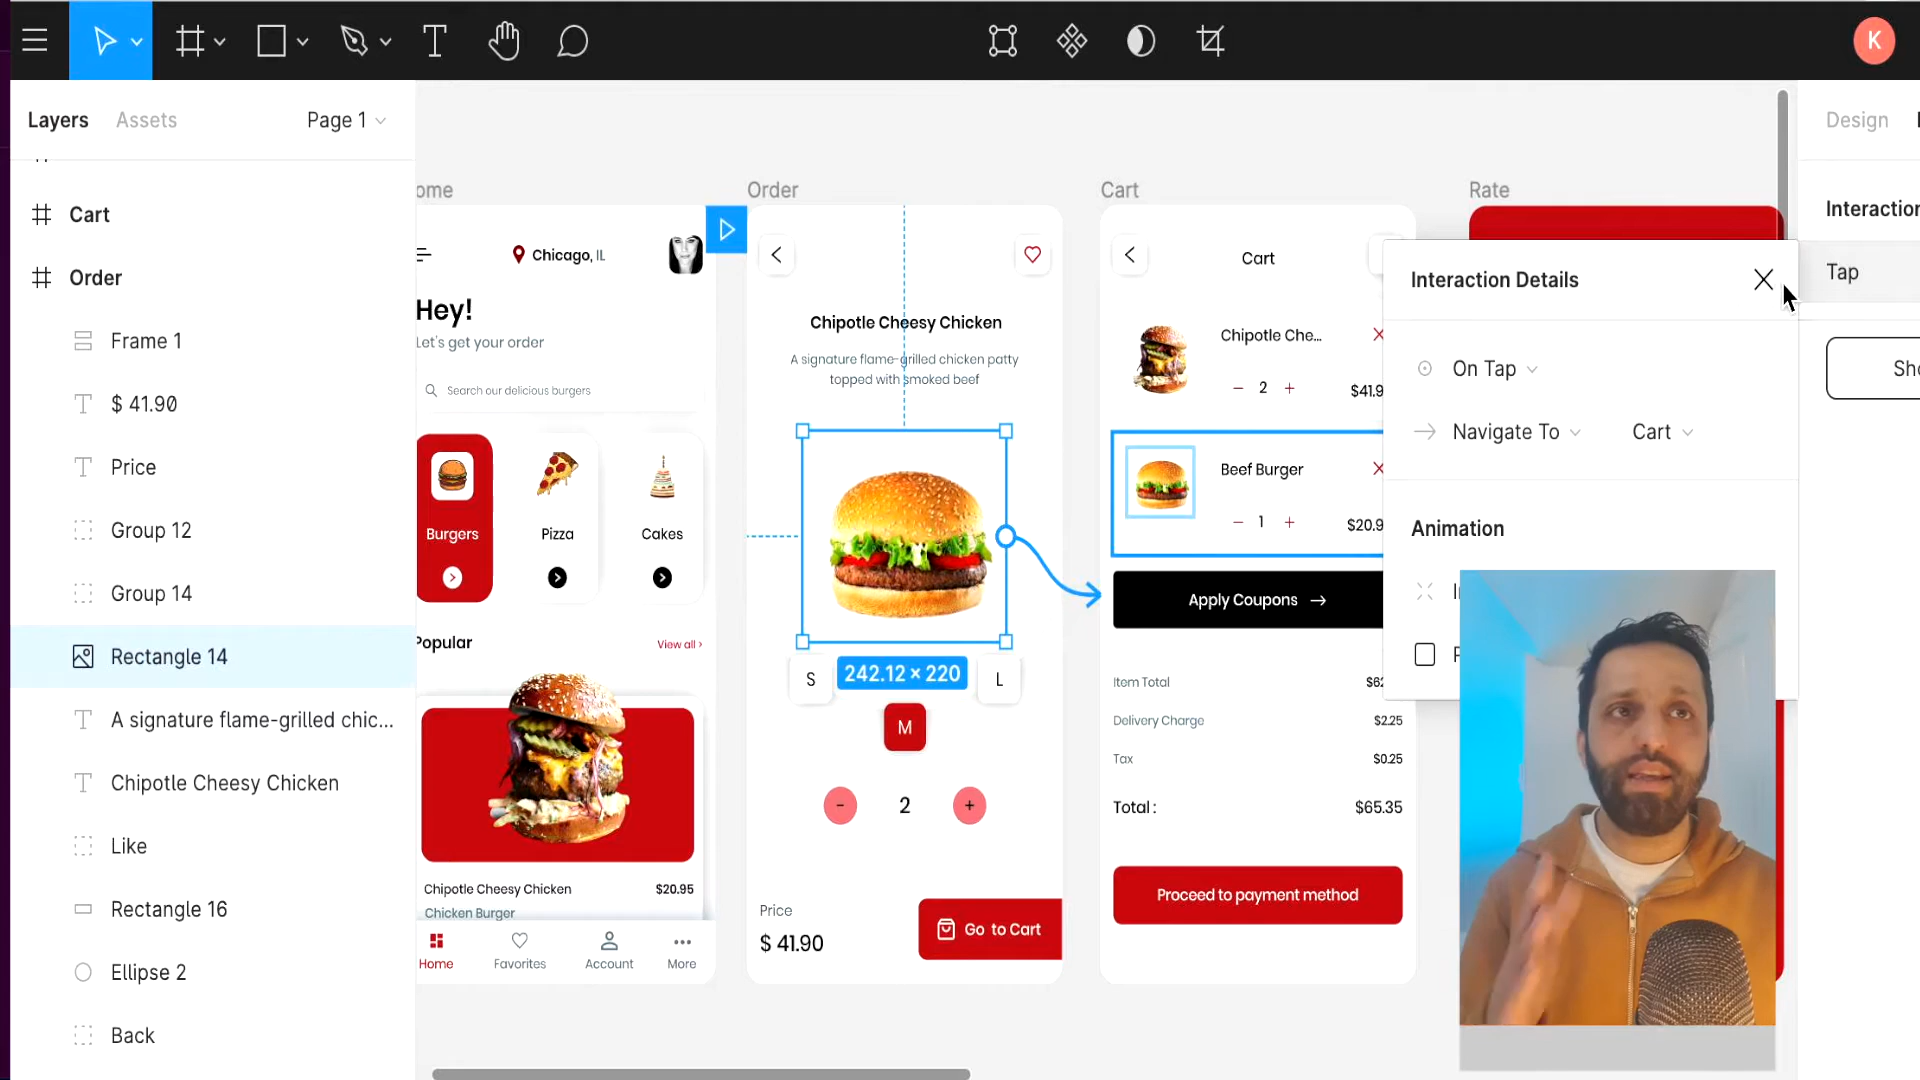 K
Layers
Assets
Page 1
Cart
Order
Frame 1
$ 41.90
Price
Group 12
Group 14
Rectangle 14
A signature flame-grilled chic...
Chipotle Cheesy Chicken
Like
Rectangle 16
Ellipse 2
Back
ome
Chicago, IL
Hey!
Let's get your order
Search our delicious burgers
Burgers
Pizza
Cakes
Popular
View all ›
Chipotle Cheesy Chicken
$20.95
Chicken Burger
Home
Favorites
Account
More
Order
Chipotle Cheesy Chicken
A signature flame-grilled chicken patty
topped with smoked beef
S
242.12 × 220
L
M
- 2 +
Price
$ 41.90
Go to Cart
Cart
Cart
Chipotle Che...
− 2 +
$41.9
Beef Burger
− 1 +
$20.9
Apply Coupons →
Item Total
Delivery Charge
$2.25
Tax
$0.25
Total :
$65.35
Proceed to payment method
Rate
Interaction Details
On Tap
Navigate To
Cart
Animation
Design
Interaction
Tap
Sho